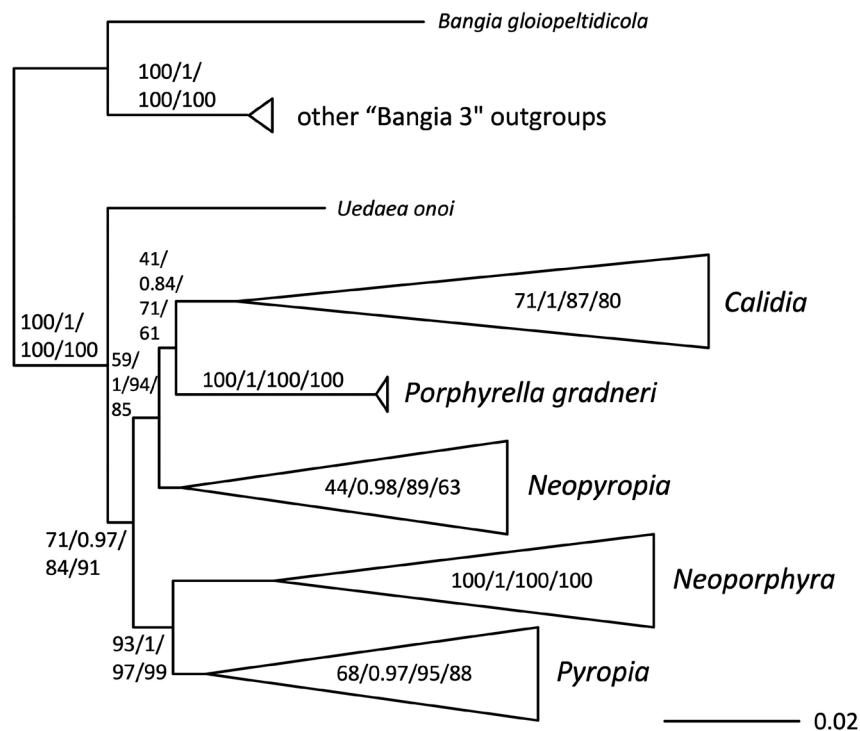 Bangia gloiopeltidicola
100/1/
100/100
other “Bangia 3" outgroups
Uedaea onoi
41/
0.84/
71/
61
71/1/87/80
Calidia
100/1/
100/100
59/
1/94/
85
100/1/100/100
Porphyrella gradneri
44/0.98/89/63
Neopyropia
71/0.97/
84/91
100/1/100/100
Neoporphyra
93/1/
97/99
68/0.97/95/88
Pyropia
0.02